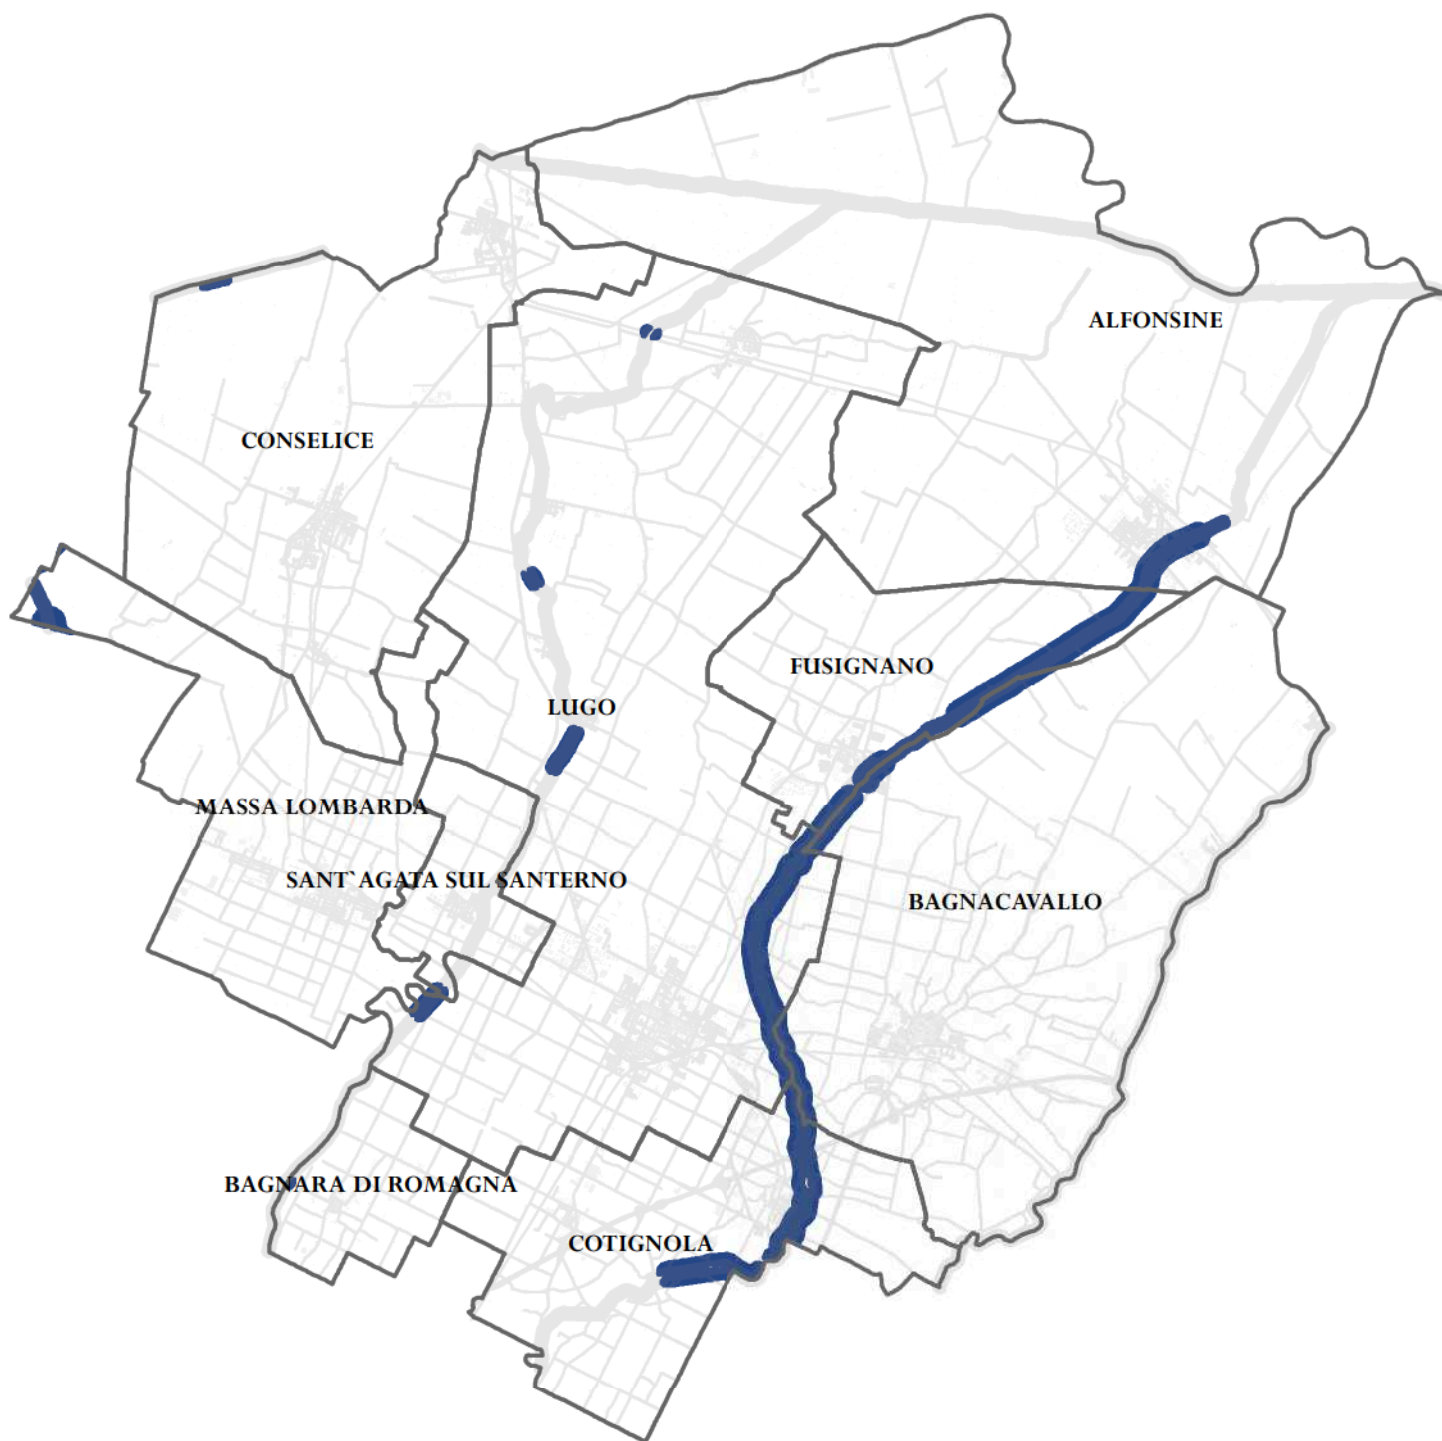 ALFONSINE
CONSELICE
FUSIGNANO
LUGO
MASSA LOMBARDA
SANT`AGATA SUL SANTERNO
BAGNACAVALLO
BAGNARA DI ROMAGNA
COTIGNOLA